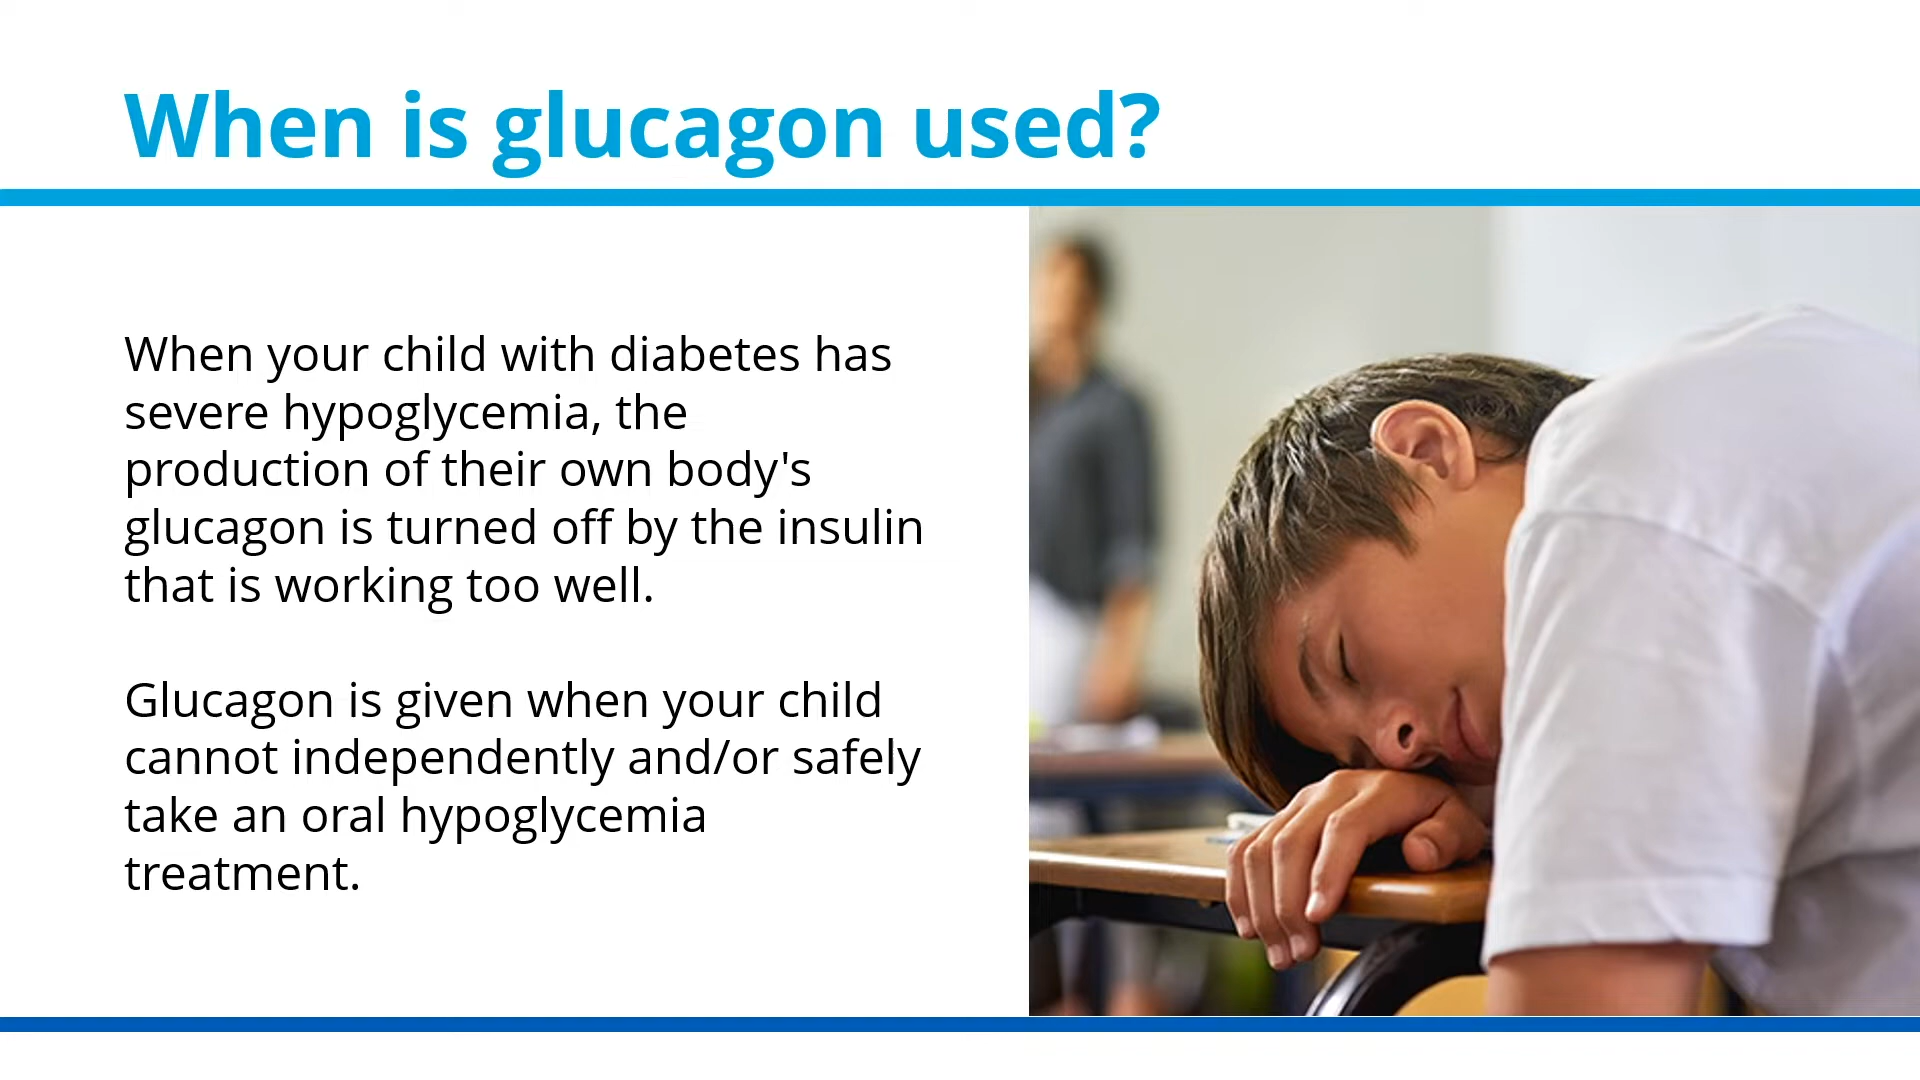 When is glucagon used?
When your child with diabetes has
severe hypoglycemia, the
production of their own body's
glucagon is turned off by the insulin
that is working too well.
Glucagon is given when your child
cannot independently and/or safely
take an oral hypoglycemia
treatment.